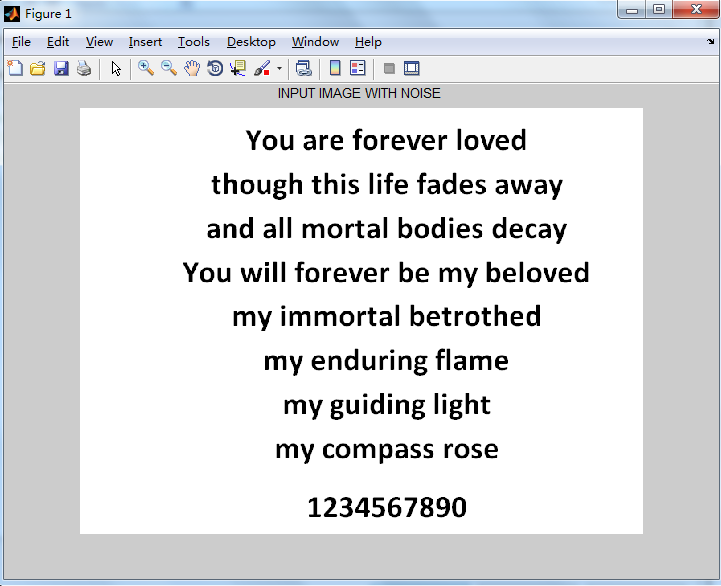 Figure 1
File Edit View Insert Tools Desktop Window Help
INPUT IMAGE WITH NOISE
You are forever loved
though this life fades away
and all mortal bodies decay
You will forever be my beloved
my immortal betrothed
my enduring flame
my guiding light
my compass rose
1234567890